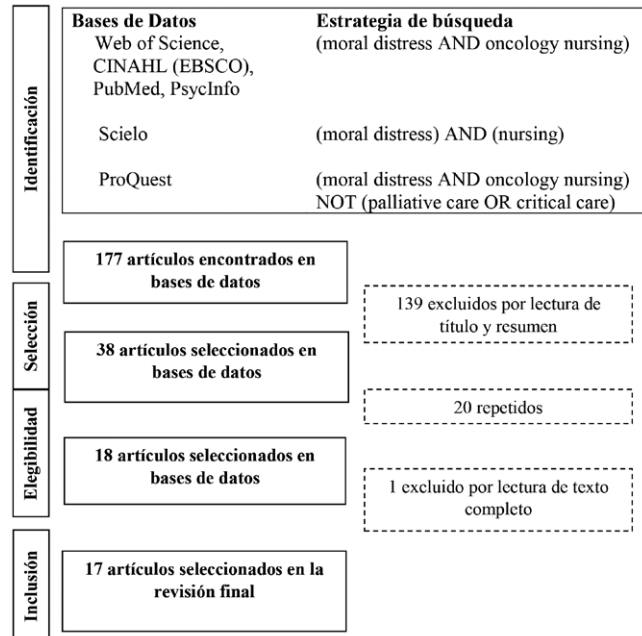 Identificación
Bases de Datos
Estrategia de búsqueda
Web of Science,
CINAHL (EBSCO),
PubMed, PsycInfo
(moral distress AND oncology nursing)
Scielo
(moral distress) AND (nursing)
ProQuest
(moral distress AND oncology nursing)
NOT (palliative care OR critical care)
177 artículos encontrados en
bases de datos
Selección
139 excluidos por lectura de
título y resumen
38 artículos seleccionados en
bases de datos
Elegibilidad
20 repetidos
18 artículos seleccionados en
bases de datos
1 excluido por lectura de texto
completo
Inclusión
17 artículos seleccionados en la
revisión final